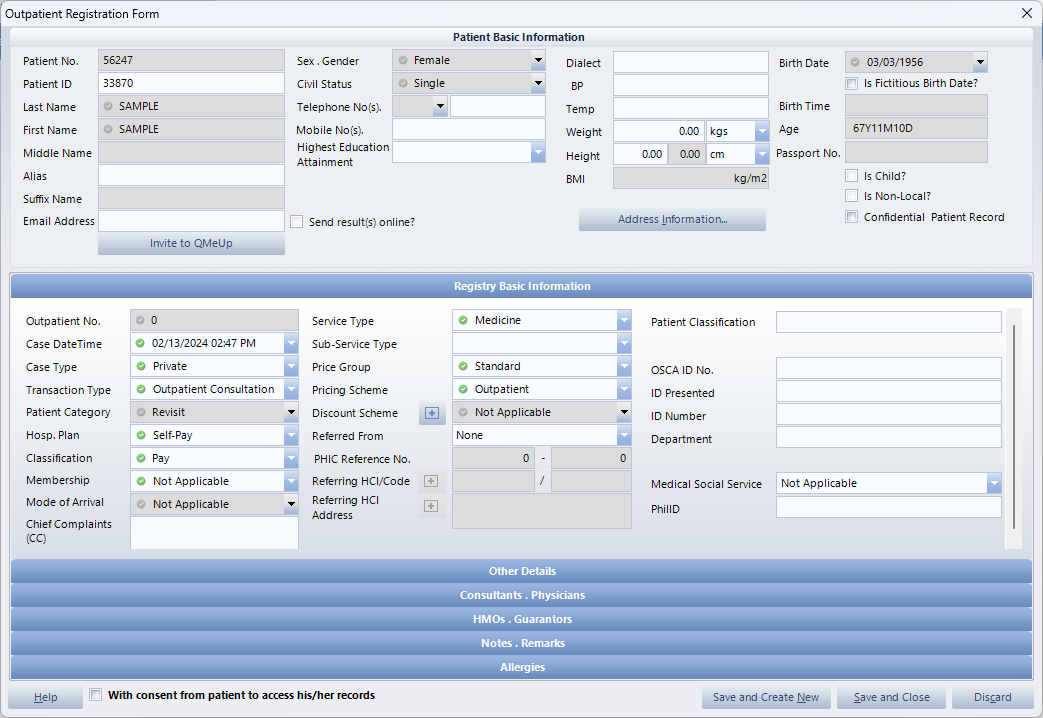 Outpatient Registration Form
Patient Basic Information
Patient No. 56247
Patient ID 33870
Last Name SAMPLE
First Name SAMPLE
Middle Name
Alias
Suffix Name
Email Address
Invite to QMeUp
Sex . Gender Female
Civil Status Single
Telephone No(s).
Mobile No(s).
Highest Education
Attainment
Send result(s) online?
Dialect
BP
Temp
Weight 0.00 kgs
Height 0.00 0.00 cm
BMI kg/m2
Address Information...
Birth Date 03/03/1956
Is Fictitious Birth Date?
Birth Time
Age 67Y11M10D
Passport No.
Is Child?
Is Non-Local?
Confidential Patient Record
Registry Basic Information
Outpatient No. 0
Case DateTime 02/13/2024 02:47 PM
Case Type Private
Transaction Type Outpatient Consultation
Patient Category Revisit
Hosp. Plan Self-Pay
Classification Pay
Membership Not Applicable
Mode of Arrival Not Applicable
Chief Complaints
(CC)
Service Type Medicine
Sub-Service Type
Price Group Standard
Pricing Scheme Outpatient
Discount Scheme Not Applicable
Referred From None
PHIC Reference No. 0 - 0
Referring HCI/Code /
Referring HCI
Address
Patient Classification
OSCA ID No.
ID Presented
ID Number
Department
Medical Social Service Not Applicable
PhilID
Other Details
Consultants . Physicians
HMOs . Guarantors
Notes . Remarks
Allergies
Help
With consent from patient to access his/her records
Save and Create New
Save and Close
Discard